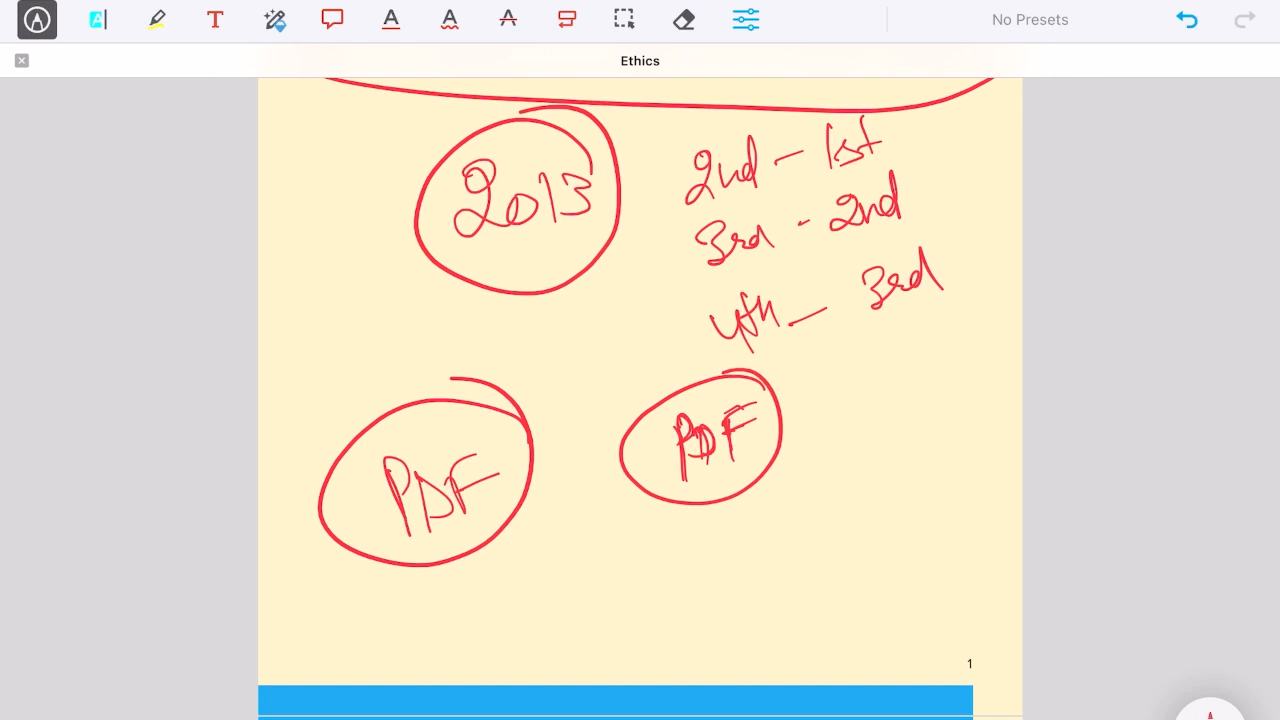 No Presets
Ethics
2013
2nd - 1st
3rd - 2nd
4th - 3rd
PDF
PDF
1